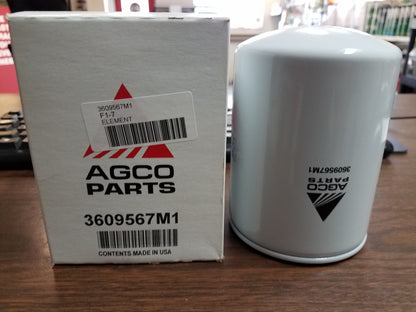 3609567M1
F1-7
ELEMENT
AGCO
PARTS
3609567M1
CONTENTS MADE IN USA
AGCO
PARTS
3609567M1